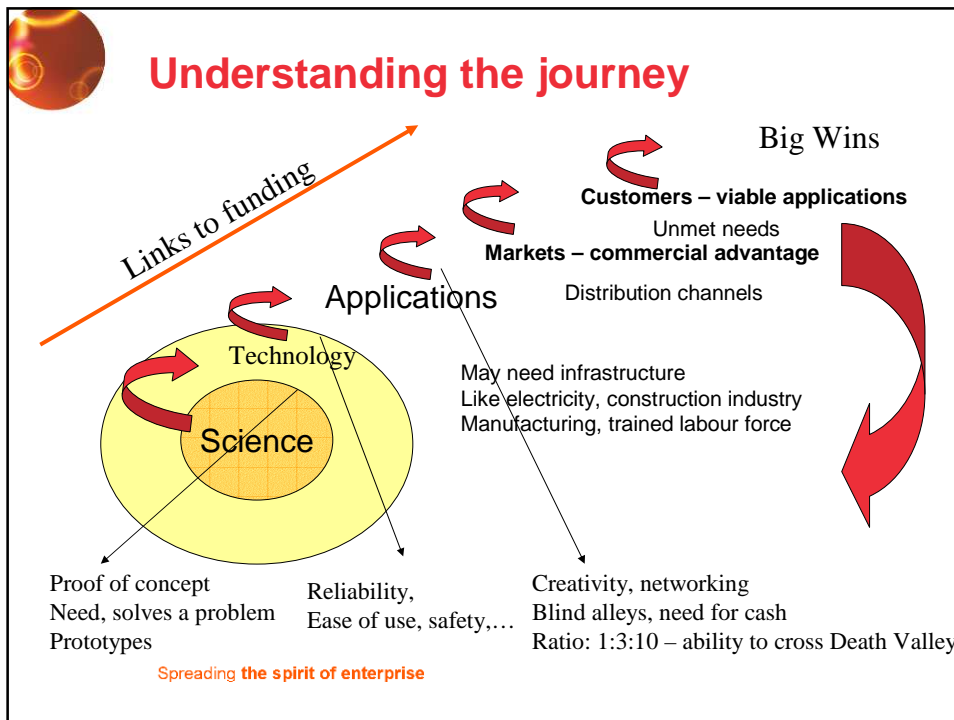 Understanding the journey
Big Wins
Links to funding
Customers – viable applications
Unmet needs
Markets – commercial advantage
Applications
Distribution channels
Technology
May need infrastructure
Like electricity, construction industry
Manufacturing, trained labour force
Science
Proof of concept
Need, solves a problem
Prototypes
Reliability,
Ease of use, safety,…
Creativity, networking
Blind alleys, need for cash
Ratio: 1:3:10 – ability to cross Death Valley
Spreading the spirit of enterprise